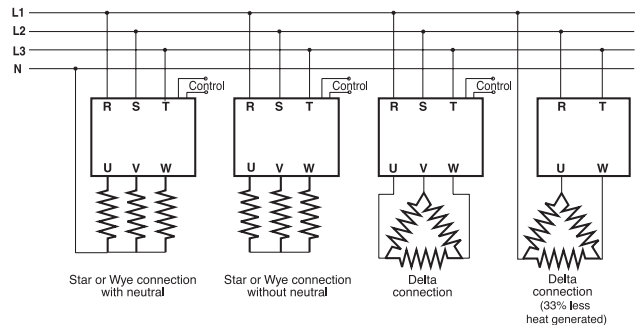 L1
L2
L3
N
R S T
Control
U V W
Star or Wye connection
with neutral
R S T
Control
U V W
Star or Wye connection
without neutral
R S T
Control
U V W
Delta
connection
R T
U W
Delta
connection
(33% less
heat generated)